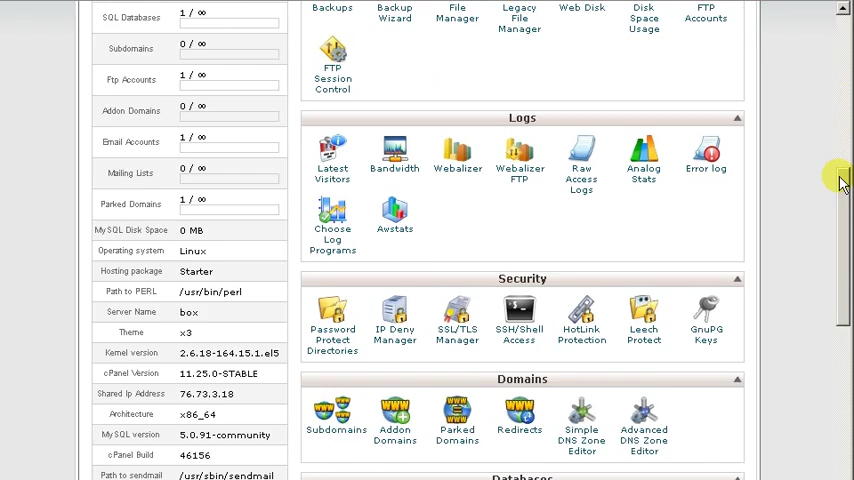 SQL Databases
1 / ∞
Subdomains
0 / ∞
Ftp Accounts
1 / ∞
Addon Domains
0 / ∞
Email Accounts
1 / ∞
Mailing Lists
0 / ∞
Parked Domains
1 / ∞
MySQL Disk Space 0 MB
Operating system Linux
Hosting package Starter
Path to PERL /usr/bin/perl
Server Name box
Theme x3
Kernel version 2.6.18-164.15.1.el5
cPanel Version 11.25.0-STABLE
Shared Ip Address 76.73.3.18
Architecture x86_64
MySQL version 5.0.91-community
cPanel Build 46156
Path to sendmail /usr/sbin/sendmail
Backups
Backup
Wizard
File
Manager
Legacy
File
Manager
Web Disk
Disk
Space
Usage
FTP
Accounts
FTP
Session
Control
Logs
Latest
Visitors
Bandwidth
Webalizer
Webalizer
FTP
Raw
Access
Logs
Analog
Stats
Error log
Choose
Log
Programs
Awstats
Security
Password
Protect
Directories
IP Deny
Manager
SSL/TLS
Manager
SSH/Shell
Access
HotLink
Protection
Leech
Protect
GnuPG
Keys
Domains
Subdomains
Addon
Domains
Parked
Domains
Redirects
Simple
DNS Zone
Editor
Advanced
DNS Zone
Editor
Databases